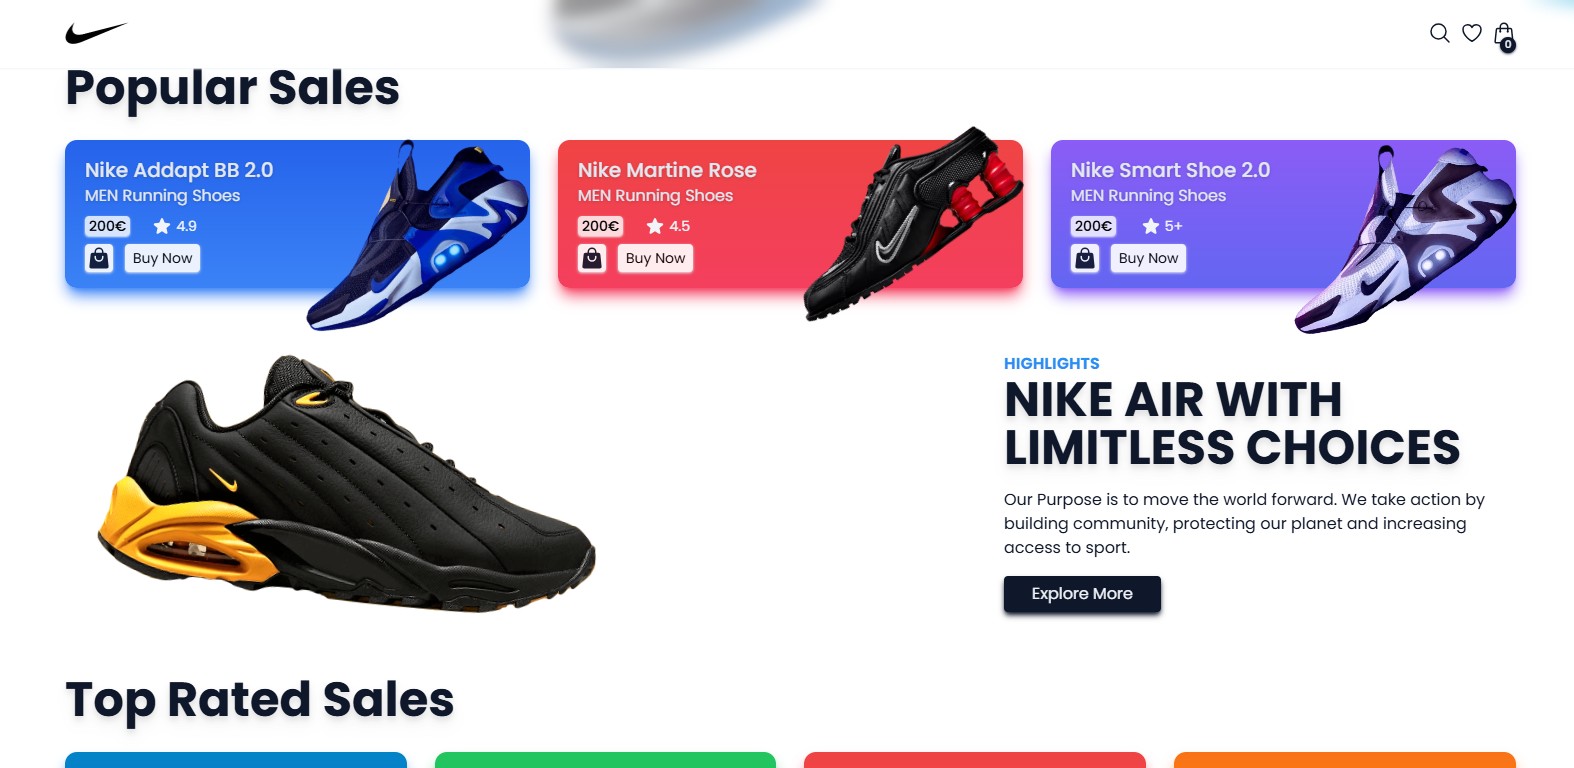 0
Popular Sales
Nike Addapt BB 2.0
MEN Running Shoes
200€ 4.9
Buy Now
Nike Martine Rose
MEN Running Shoes
200€ 4.5
Buy Now
Nike Smart Shoe 2.0
MEN Running Shoes
200€ 5+
Buy Now
HIGHLIGHTS
NIKE AIR WITH
LIMITLESS CHOICES
Our Purpose is to move the world forward. We take action by
building community, protecting our planet and increasing
access to sport.
Explore More
Top Rated Sales